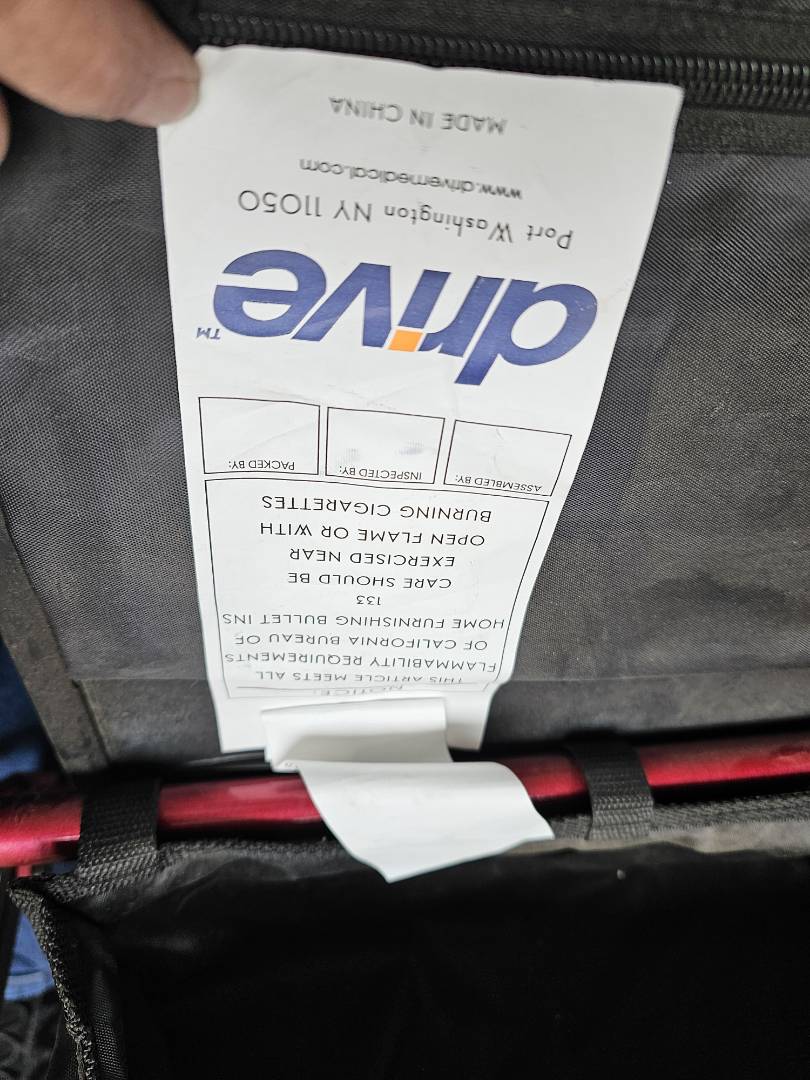 NOTICE:
THIS ARTICLE MEETS ALL
FLAMMABILITY REQUIREMENTS
OF CALIFORNIA BUREAU OF
HOME FURNISHING BULLET INS
133
CARE SHOULD BE
EXERCISED NEAR
OPEN FLAME OR WITH
BURNING CIGARETTES
ASSEMBLED BY: INSPECTED BY: PACKED BY:
drive™
Port Washington NY 11050
www.drivemedical.com
MADE IN CHINA